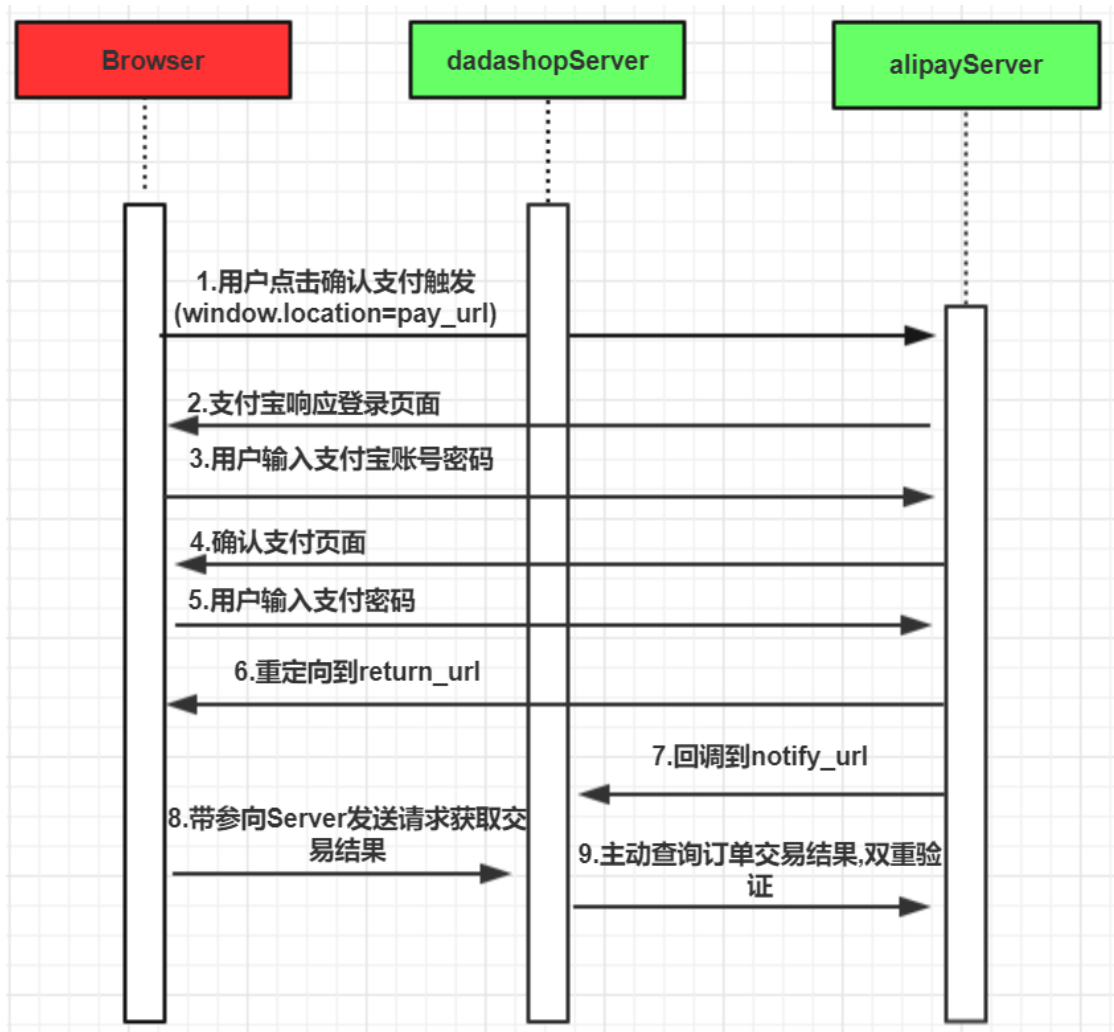 Browser
dadashopServer
alipayServer
1.用户点击确认支付触发
(window.location=pay_url)
2.支付宝响应登录页面
3.用户输入支付宝账号密码
4.确认支付页面
5.用户输入支付密码
6.重定向到return_url
7.回调到notify_url
8.带参向Server发送请求获取交
易结果
9.主动查询订单交易结果,双重验
证